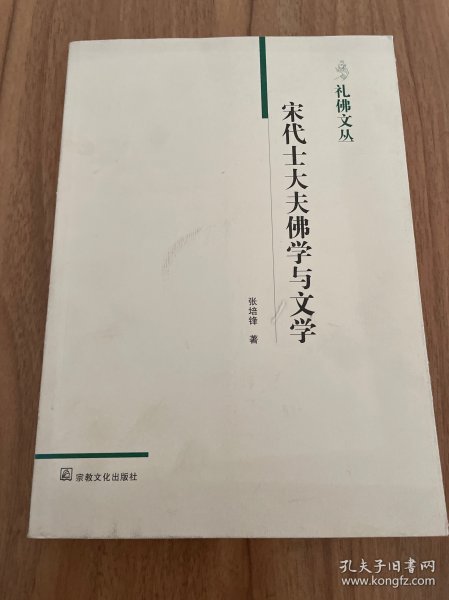 礼佛文丛
宋代士大夫佛学与文学
张培锋 著
宗教文化出版社
孔夫子旧书网
www.kongfz.com